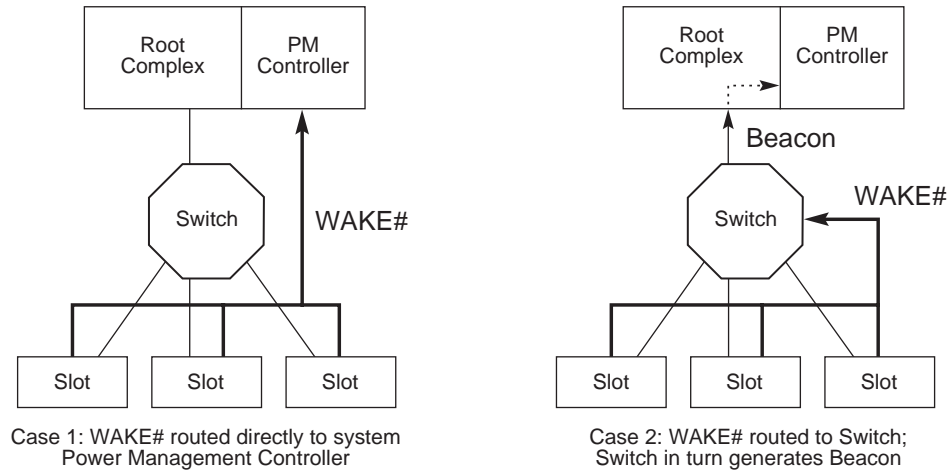 Root
Complex
PM
Controller
WAKE#
Switch
Slot
Slot
Slot
Case 1: WAKE# routed directly to system
Power Management Controller
Root
Complex
PM
Controller
Beacon
WAKE#
Switch
Slot
Slot
Slot
Case 2: WAKE# routed to Switch;
Switch in turn generates Beacon